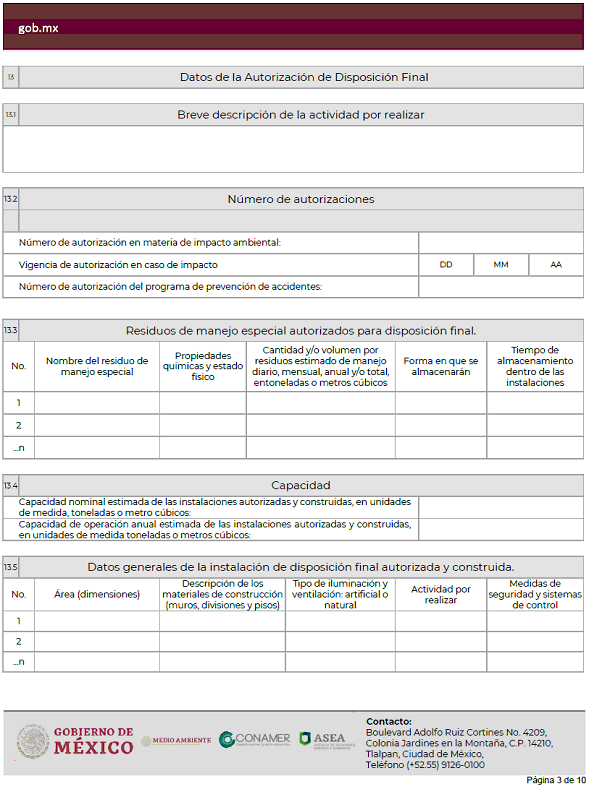 gob.mx
13 Datos de la Autorización de Disposición Final
13.1 Breve descripción de la actividad por realizar
13.2 Número de autorizaciones
Número de autorización en materia de impacto ambiental:
Vigencia de autorización en caso de impacto DD MM AA
Número de autorización del programa de prevención de accidentes:
13.3 Residuos de manejo especial autorizados para disposición final.
No.
Nombre del residuo de
manejo especial
Propiedades
químicas y estado
físico
Cantidad y/o volumen por
residuos estimado de manejo
diario, mensual, anual y/o total,
entoneladas o metros cúbicos
Forma en que se
almacenarán
Tiempo de
almacenamiento
dentro de las
instalaciones
1
2
...n
13.4 Capacidad
Capacidad nominal estimada de las instalaciones autorizadas y construidas, en unidades
de medida, toneladas o metro cúbicos:
Capacidad de operación anual estimada de las instalaciones autorizadas y construidas,
en unidades de medida toneladas o metros cúbicos:
13.5 Datos generales de la instalación de disposición final autorizada y construida.
No.
Área (dimensiones)
Descripción de los
materiales de construcción
(muros, divisiones y pisos)
Tipo de iluminación y
ventilación: artificial o
natural
Actividad por
realizar
Medidas de
seguridad y sistemas
de control
1
2
...n
GOBIERNO DE
MÉXICO
MEDIO AMBIENTE
CONAMER
ASEA
Contacto:
Boulevard Adolfo Ruiz Cortines No. 4209,
Colonia Jardines en la Montaña, C.P. 14210,
Tlalpan, Ciudad de México,
Teléfono (+52.55) 9126-0100
Página 3 de 10